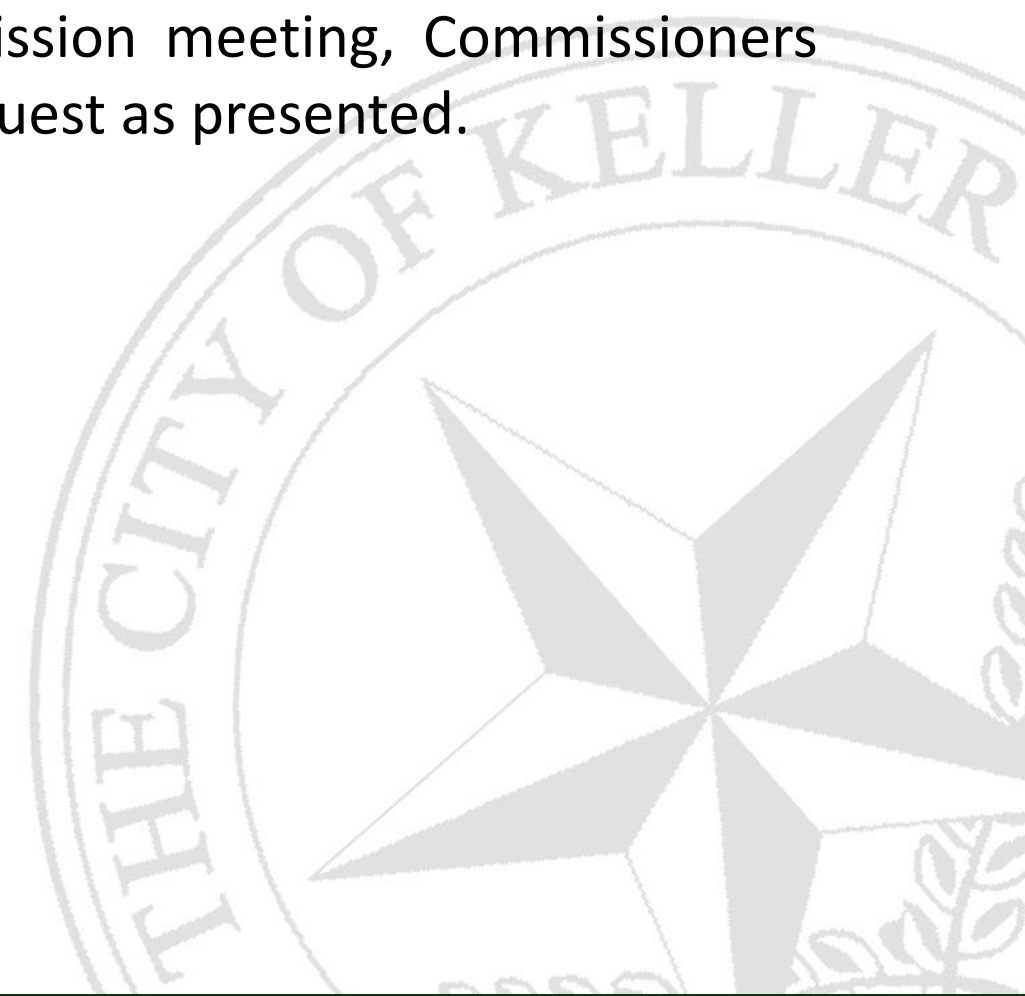 ission meeting, Commissioners
uest as presented.
THE CITY OF KELLER